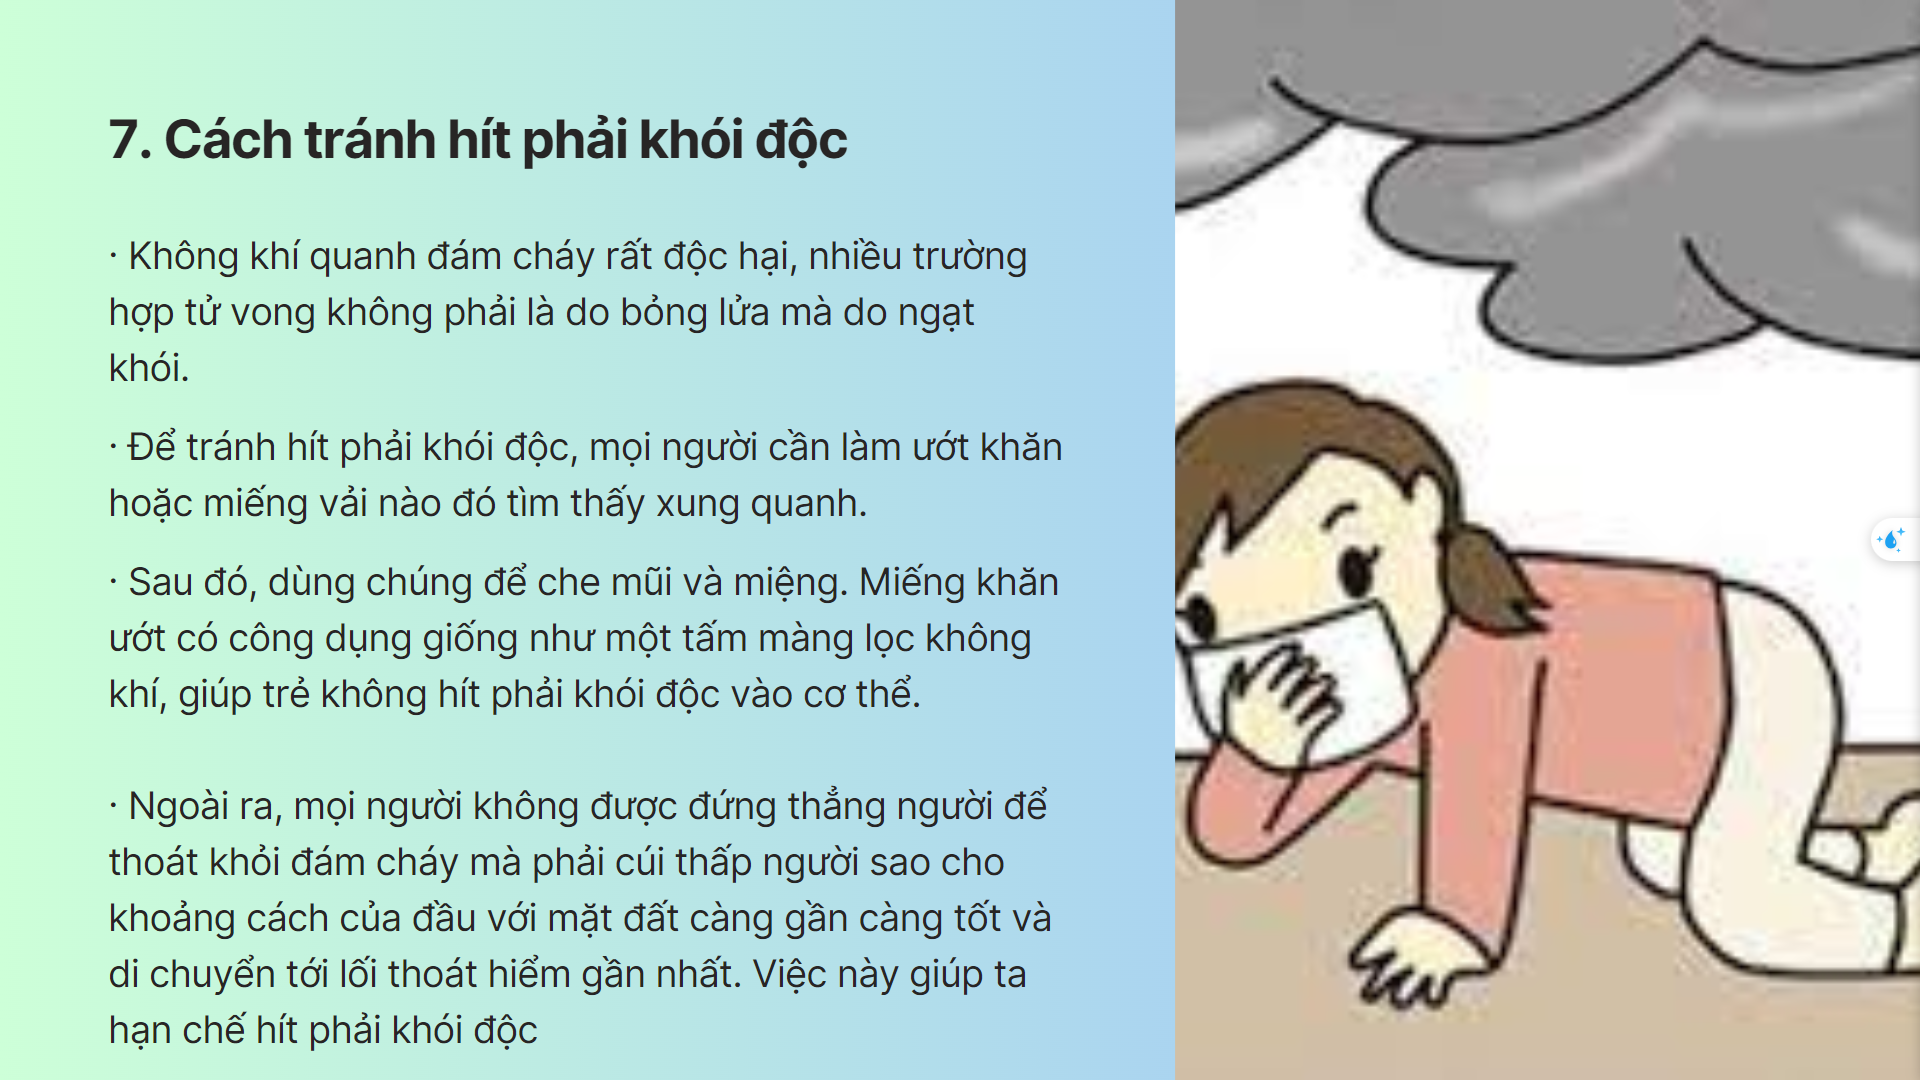 7. Cách tránh hít phải khói độc
· Không khí quanh đám cháy rất độc hại, nhiều trường
hợp tử vong không phải là do bỏng lửa mà do ngạt
khói.
· Để tránh hít phải khói độc, mọi người cần làm ướt khăn
hoặc miếng vải nào đó tìm thấy xung quanh.
· Sau đó, dùng chúng để che mũi và miệng. Miếng khăn
ướt có công dụng giống như một tấm màng lọc không
khí, giúp trẻ không hít phải khói độc vào cơ thể.
· Ngoài ra, mọi người không được đứng thẳng người để
thoát khỏi đám cháy mà phải cúi thấp người sao cho
khoảng cách của đầu với mặt đất càng gần càng tốt và
di chuyển tới lối thoát hiểm gần nhất. Việc này giúp ta
hạn chế hít phải khói độc